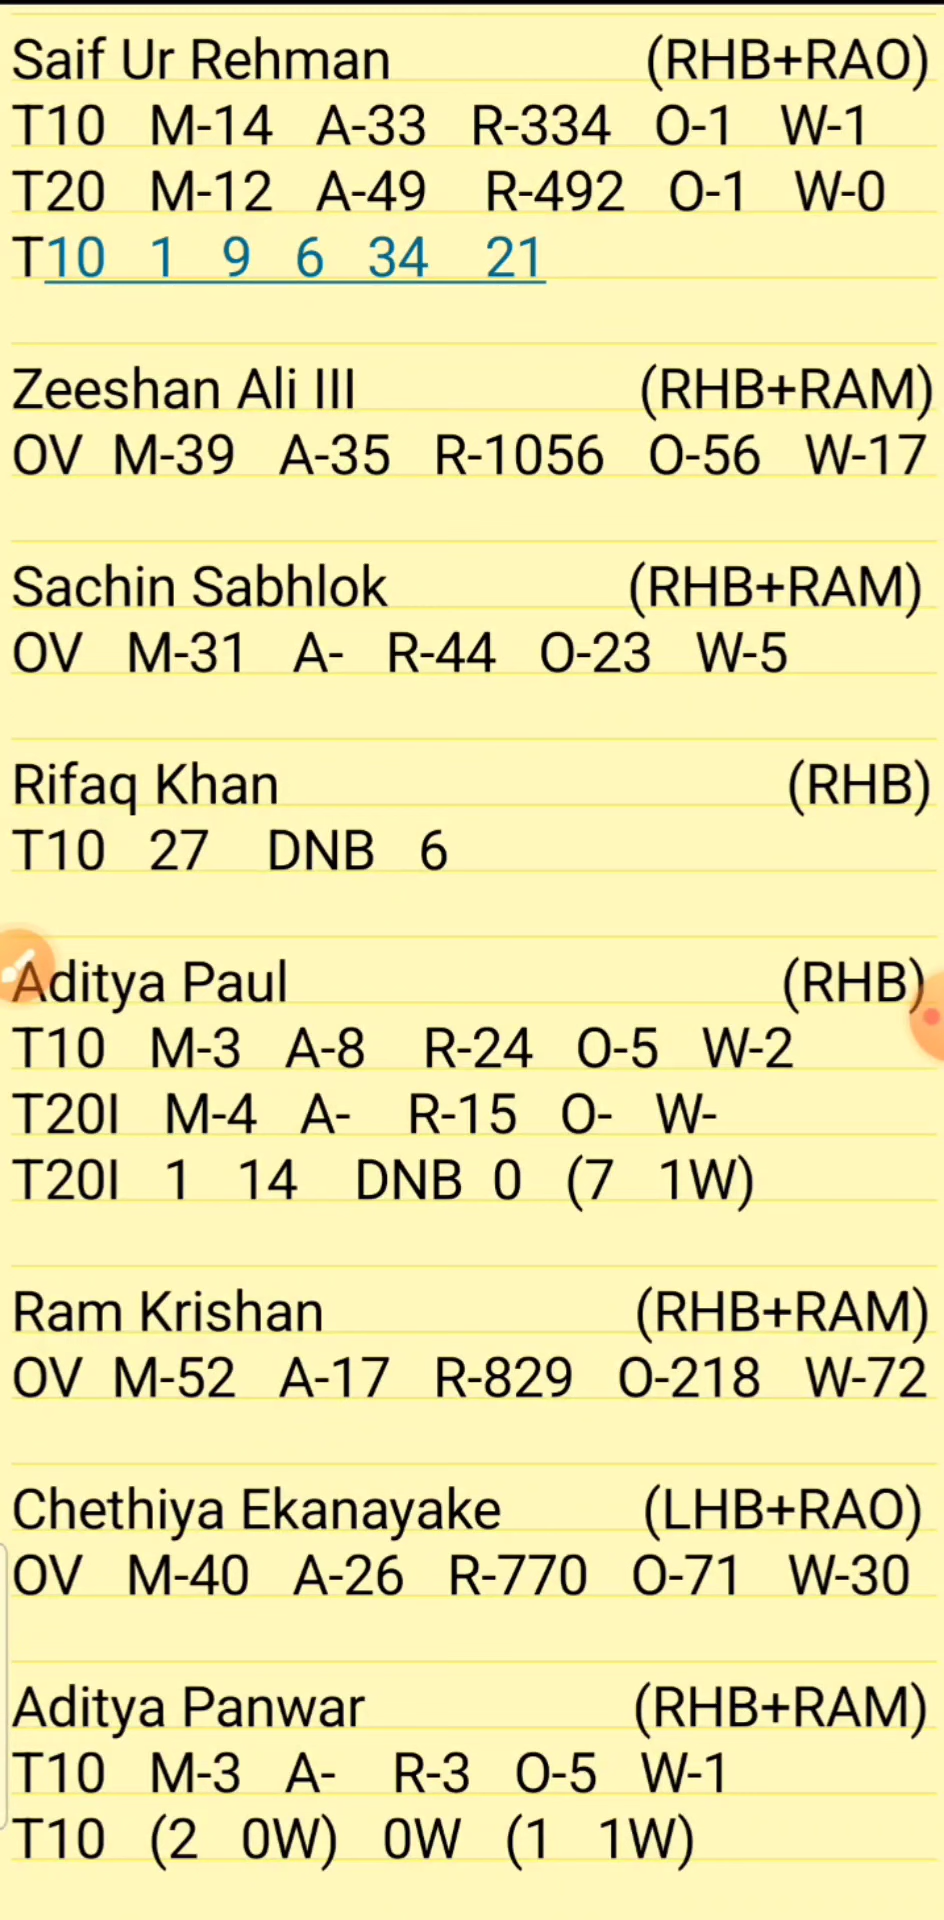 Saif Ur Rehman (RHB+RAO)
T10 M-14 A-33 R-334 O-1 W-1
T20 M-12 A-49 R-492 O-1 W-0
T10 1 9 6 34 21
Zeeshan Ali III (RHB+RAM)
OV M-39 A-35 R-1056 O-56 W-17
Sachin Sabhlok (RHB+RAM)
OV M-31 A- R-44 O-23 W-5
Rifaq Khan (RHB)
T10 27 DNB 6
Aditya Paul (RHB)
T10 M-3 A-8 R-24 O-5 W-2
T20I M-4 A- R-15 O- W-
T20I 1 14 DNB 0 (7 1W)
Ram Krishan (RHB+RAM)
OV M-52 A-17 R-829 O-218 W-72
Chethiya Ekanayake (LHB+RAO)
OV M-40 A-26 R-770 O-71 W-30
Aditya Panwar (RHB+RAM)
T10 M-3 A- R-3 O-5 W-1
T10 (2 0W) 0W (1 1W)